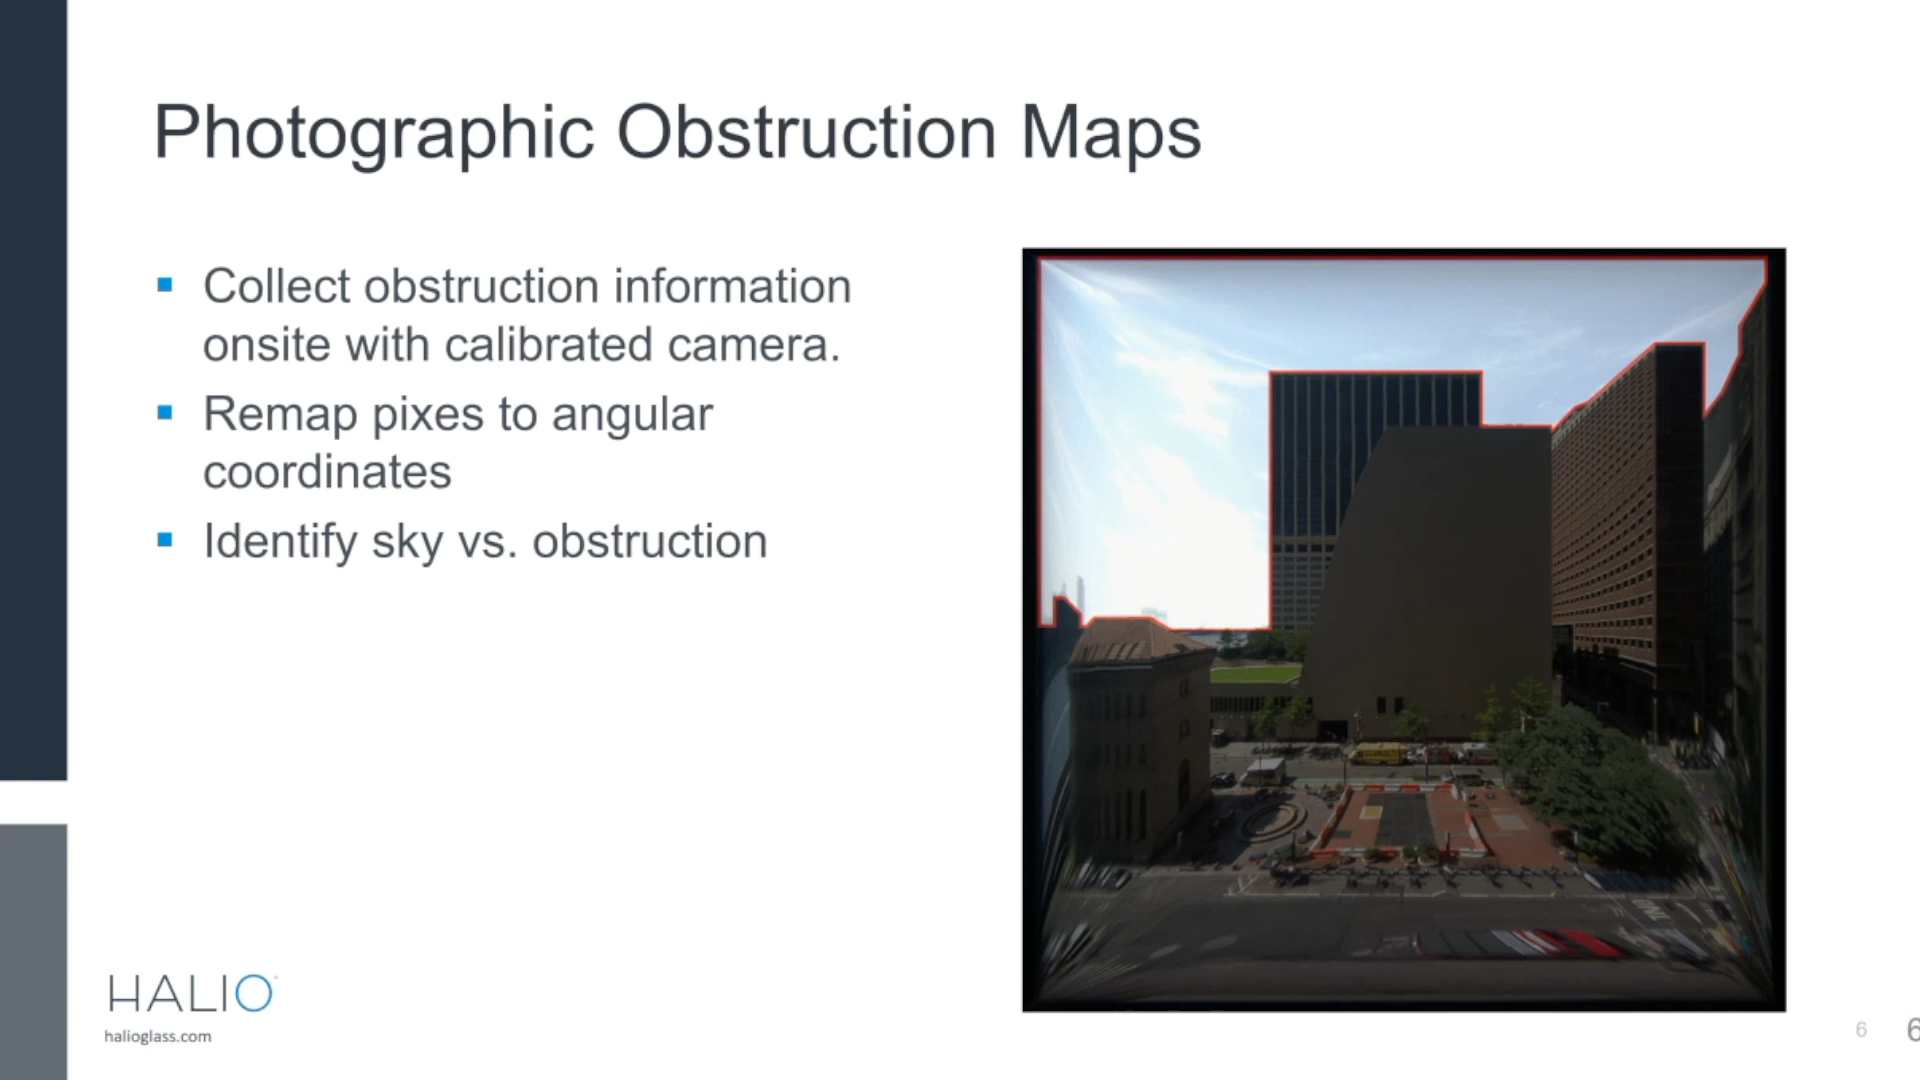 Photographic Obstruction Maps
▪ Collect obstruction information
onsite with calibrated camera.
▪ Remap pixes to angular
coordinates
▪ Identify sky vs. obstruction
HALIO
halioglass.com
6
6